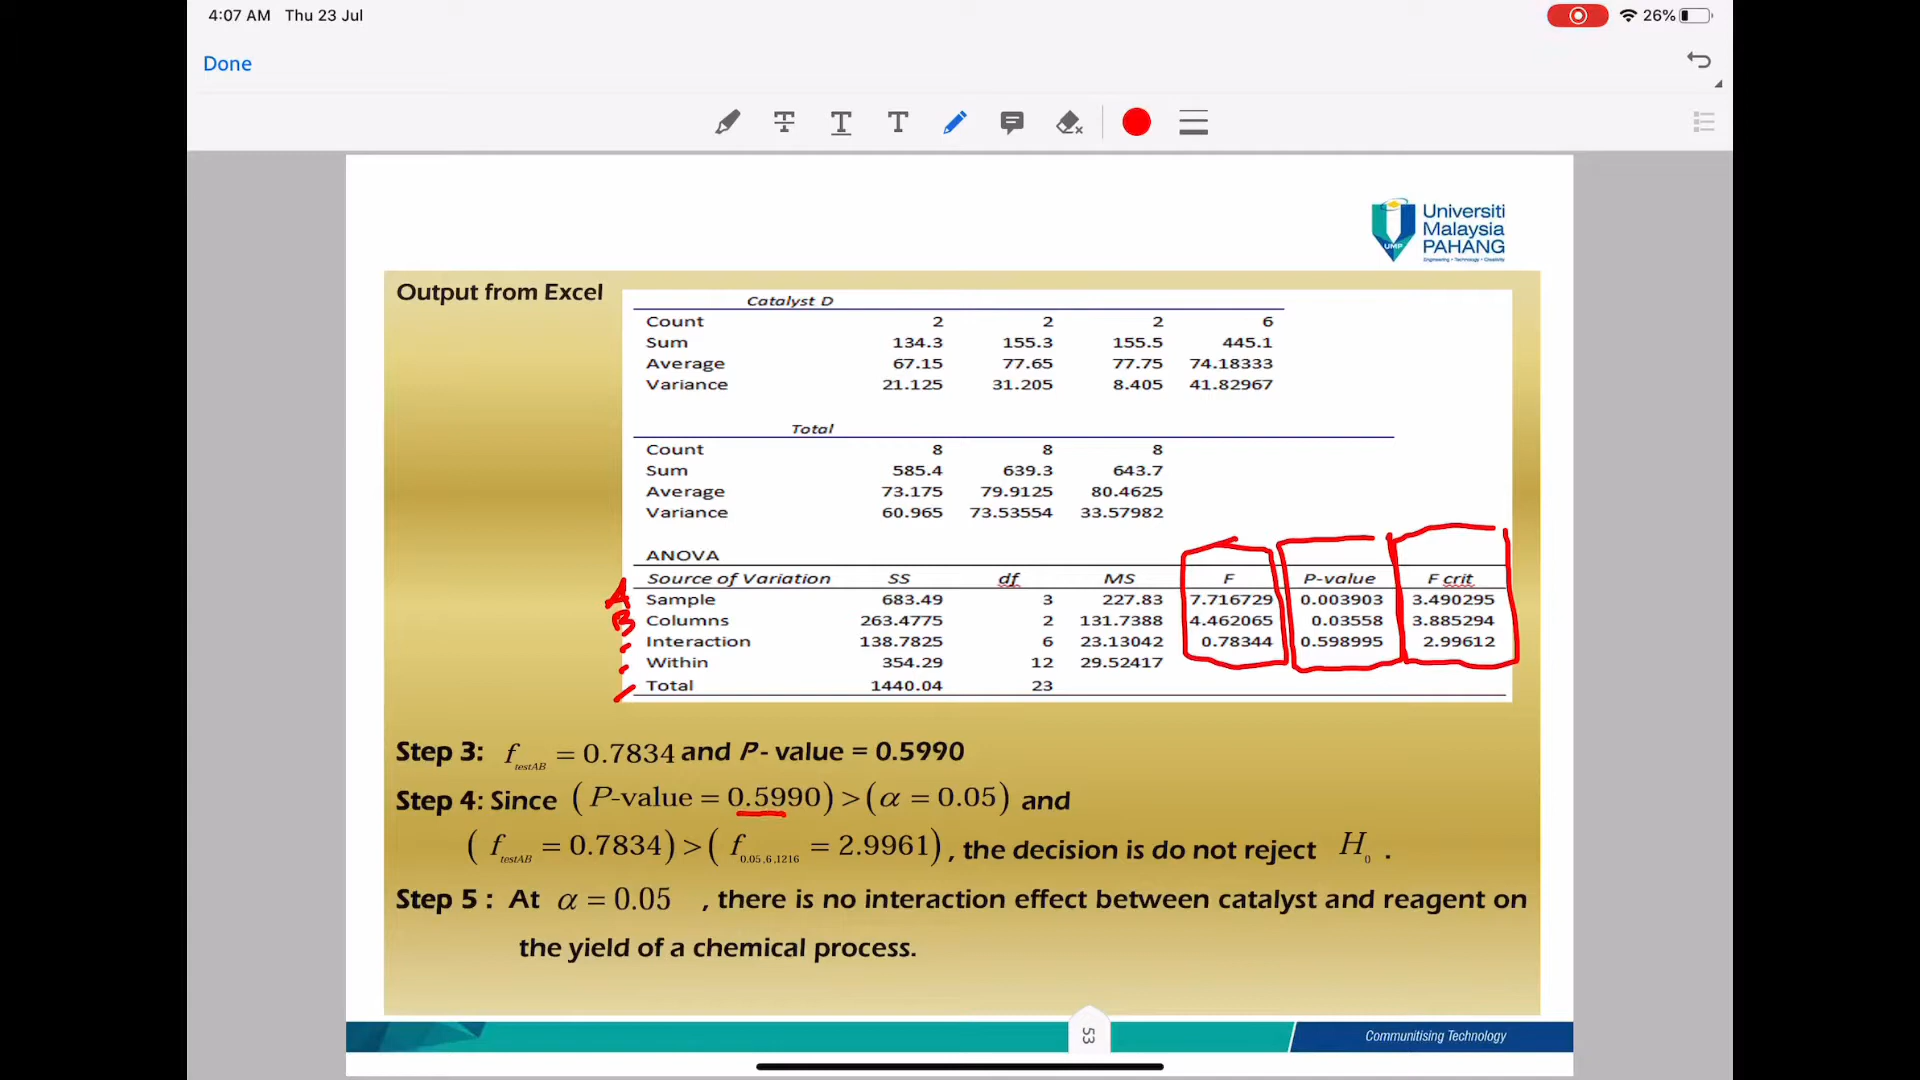 4:07 AM Thu 23 Jul 26%
Done
Universiti
Malaysia
PAHANG
UMP
Engineering • Technology • Creativity
Output from Excel
Catalyst D
Count 2 2 2 6
Sum 134.3 155.3 155.5 445.1
Average 67.15 77.65 77.75 74.18333
Variance 21.125 31.205 8.405 41.82967
Total
Count 8 8 8
Sum 585.4 639.3 643.7
Average 73.175 79.9125 80.4625
Variance 60.965 73.53554 33.57982
ANOVA
Source of Variation SS df MS F P-value F crit
A Sample 683.49 3 227.83 7.716729 0.003903 3.490295
B Columns 263.4775 2 131.7388 4.462065 0.03558 3.885294
Interaction 138.7825 6 23.13042 0.78344 0.598995 2.99612
Within 354.29 12 29.52417
Total 1440.04 23
Step 3: f testAB = 0.7834 and P- value = 0.5990
Step 4: Since (P-value = 0.5990) > (α = 0.05) and
(f testAB = 0.7834) > (f 0.05,6,1216 = 2.9961), the decision is do not reject H0 .
Step 5 : At α = 0.05 , there is no interaction effect between catalyst and reagent on
the yield of a chemical process.
53
Communitising Technology